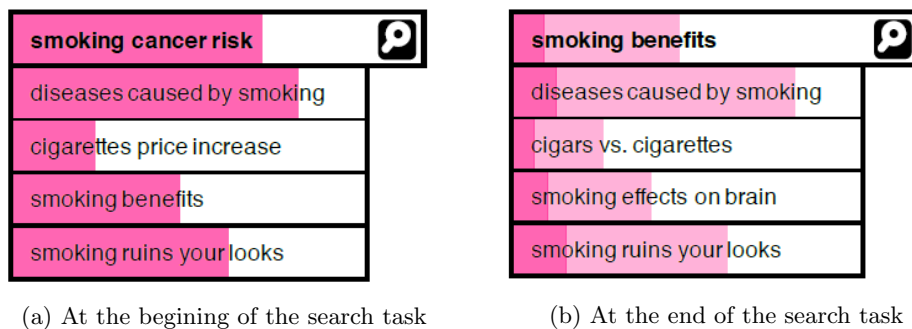 smoking cancer risk
diseases caused by smoking
cigarettes price increase
smoking benefits
smoking ruins your looks
(a) At the begining of the search task
smoking benefits
diseases caused by smoking
cigars vs. cigarettes
smoking effects on brain
smoking ruins your looks
(b) At the end of the search task